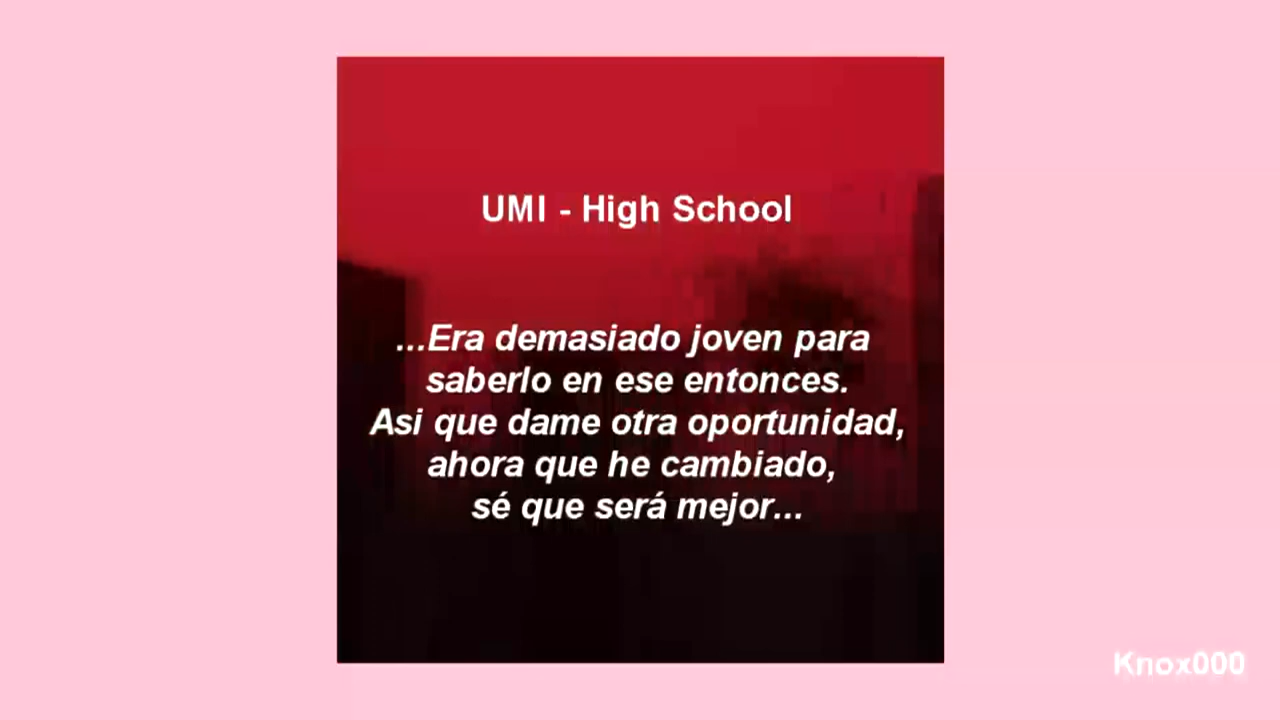 UMI - High School
...Era demasiado joven para
saberlo en ese entonces.
Asi que dame otra oportunidad,
ahora que he cambiado,
sé que será mejor...
Knox000